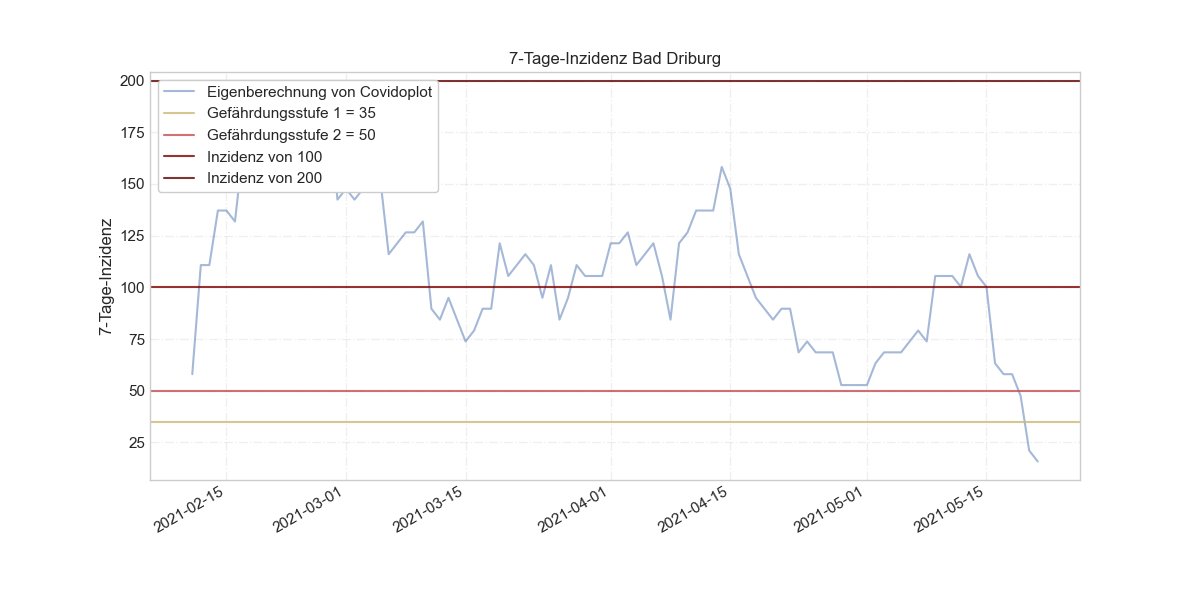 7-Tage-Inzidenz Bad Driburg
200
175
150
125
100
75
50
25
7-Tage-Inzidenz
Eigenberechnung von Covidoplot
Gefährdungsstufe 1 = 35
Gefährdungsstufe 2 = 50
Inzidenz von 100
Inzidenz von 200
2021-02-15
2021-03-01
2021-03-15
2021-04-01
2021-04-15
2021-05-01
2021-05-15